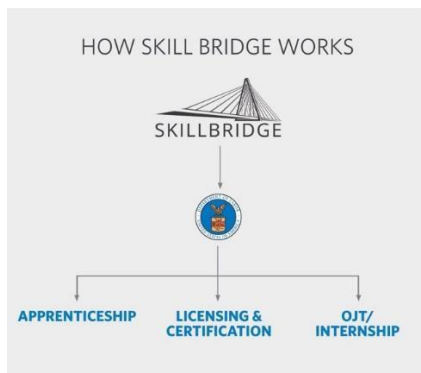 HOW SKILL BRIDGE WORKS
SKILLBRIDGE
APPRENTICESHIP
LICENSING &
CERTIFICATION
OJT/
INTERNSHIP